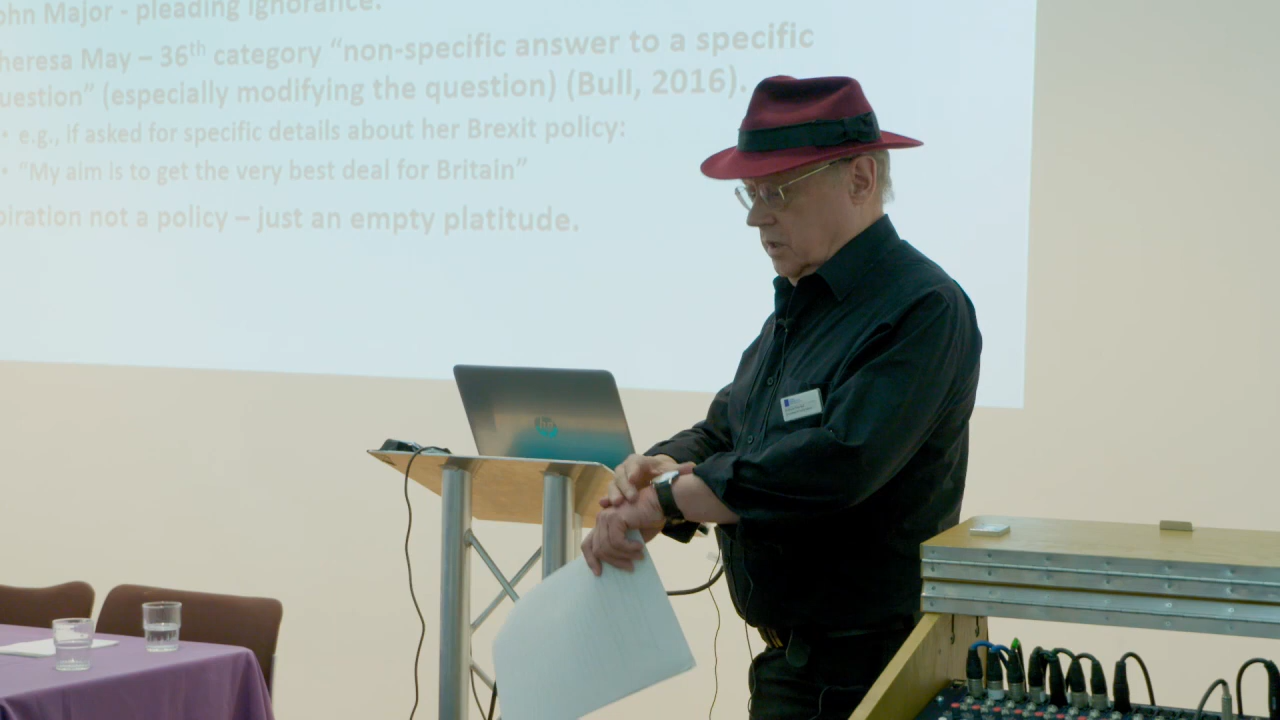 ohn Major - pleading ignorance.
heresa May – 36th category “non-specific answer to a specific
uestion” (especially modifying the question) (Bull, 2016).
• e.g., if asked for specific details about her Brexit policy:
• “My aim is to get the very best deal for Britain”
piration not a policy – just an empty platitude.
hp